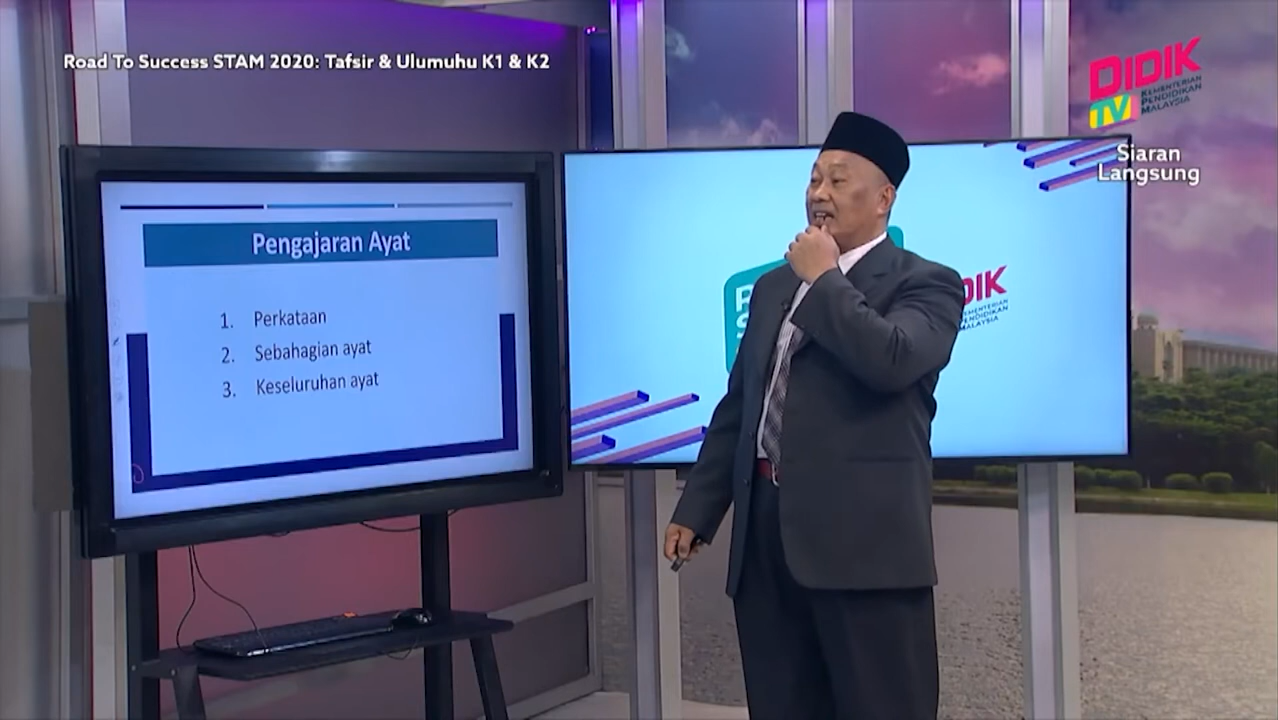 Road To Success STAM 2020: Tafsir & Ulumuhu K1 & K2
DIDIK
TV
KEMENTERIAN
PENDIDIKAN
MALAYSIA
Siaran
Langsung
Pengajaran Ayat
1. Perkataan
2. Sebahagian ayat
3. Keseluruhan ayat
DIK
KEMENTERIAN
PENDIDIKAN
MALAYSIA